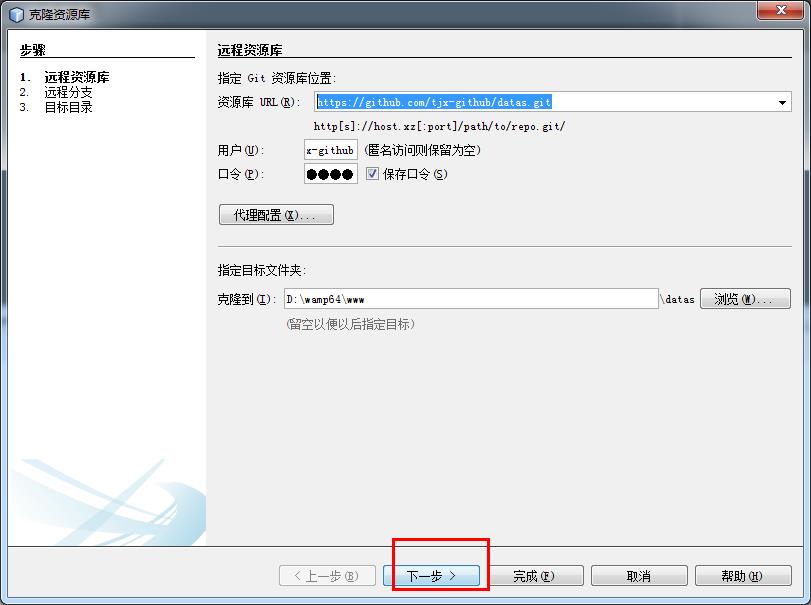 克隆资源库
步骤
1. 远程资源库
2. 远程分支
3. 目标目录
远程资源库
指定 Git 资源库位置:
资源库 URL(R): https://github.com/tjx-github/datas.git
http[s]://host.xz[:port]/path/to/repo.git/
用户(U): x-github (匿名访问则保留为空)
口令(P): ●●●● 保存口令(S)
代理配置(X)...
指定目标文件夹:
克隆到(I): D:\wamp64\www \datas 浏览(W)...
(留空以便以后指定目标)
< 上一步(B) 下一步 > 完成(F) 取消 帮助(H)